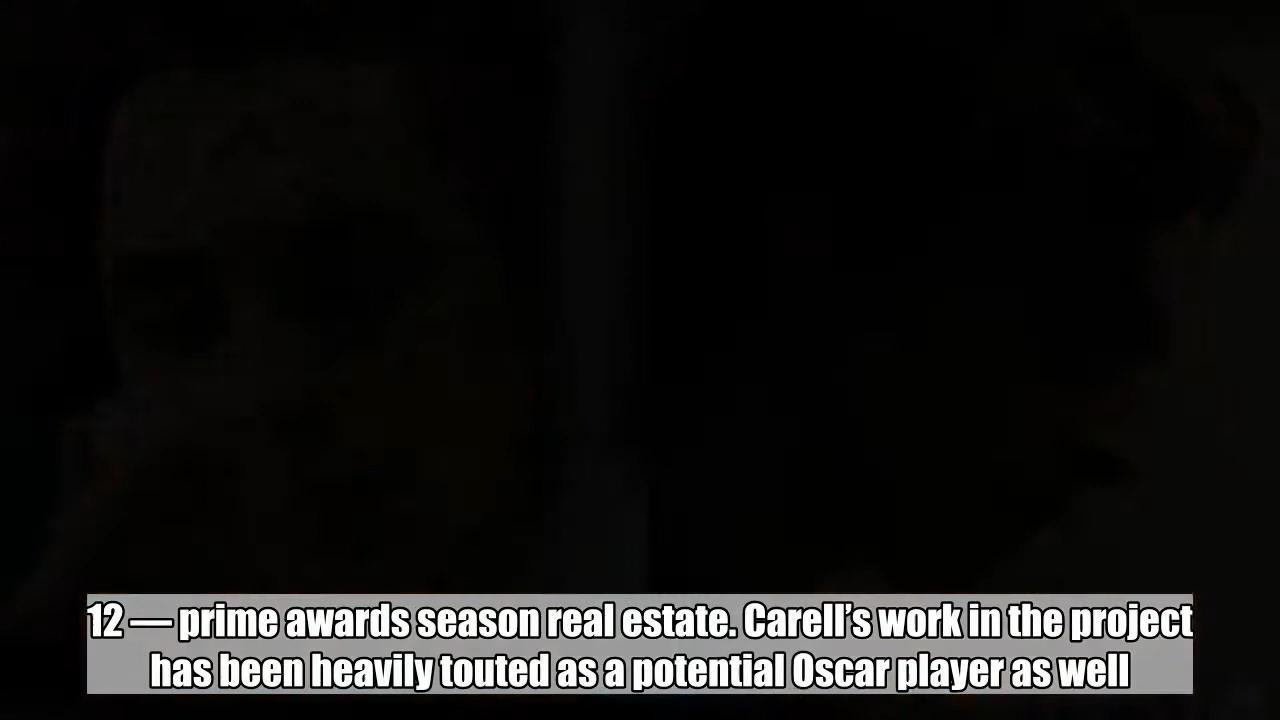 12 — prime awards season real estate. Carell’s work in the project
has been heavily touted as a potential Oscar player as well